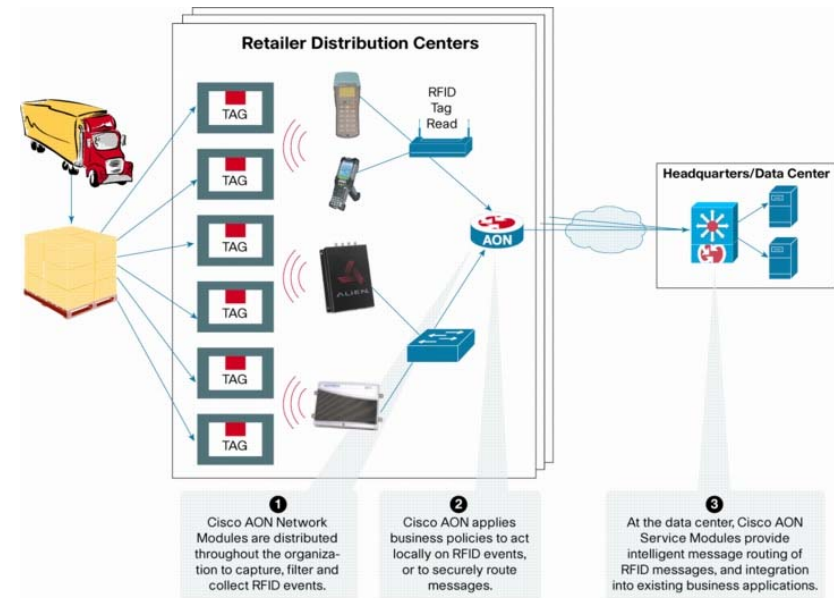 Retailer Distribution Centers
TAG
TAG
TAG
TAG
TAG
TAG
RFID
Tag
Read
ALIEN
AON
Headquarters/Data Center
1
Cisco AON Network
Modules are distributed
throughout the organiza-
tion to capture, filter and
collect RFID events.
2
Cisco AON applies
business policies to act
locally on RFID events,
or to securely route
messages.
3
At the data center, Cisco AON
Service Modules provide
intelligent message routing of
RFID messages, and integration
into existing business applications.